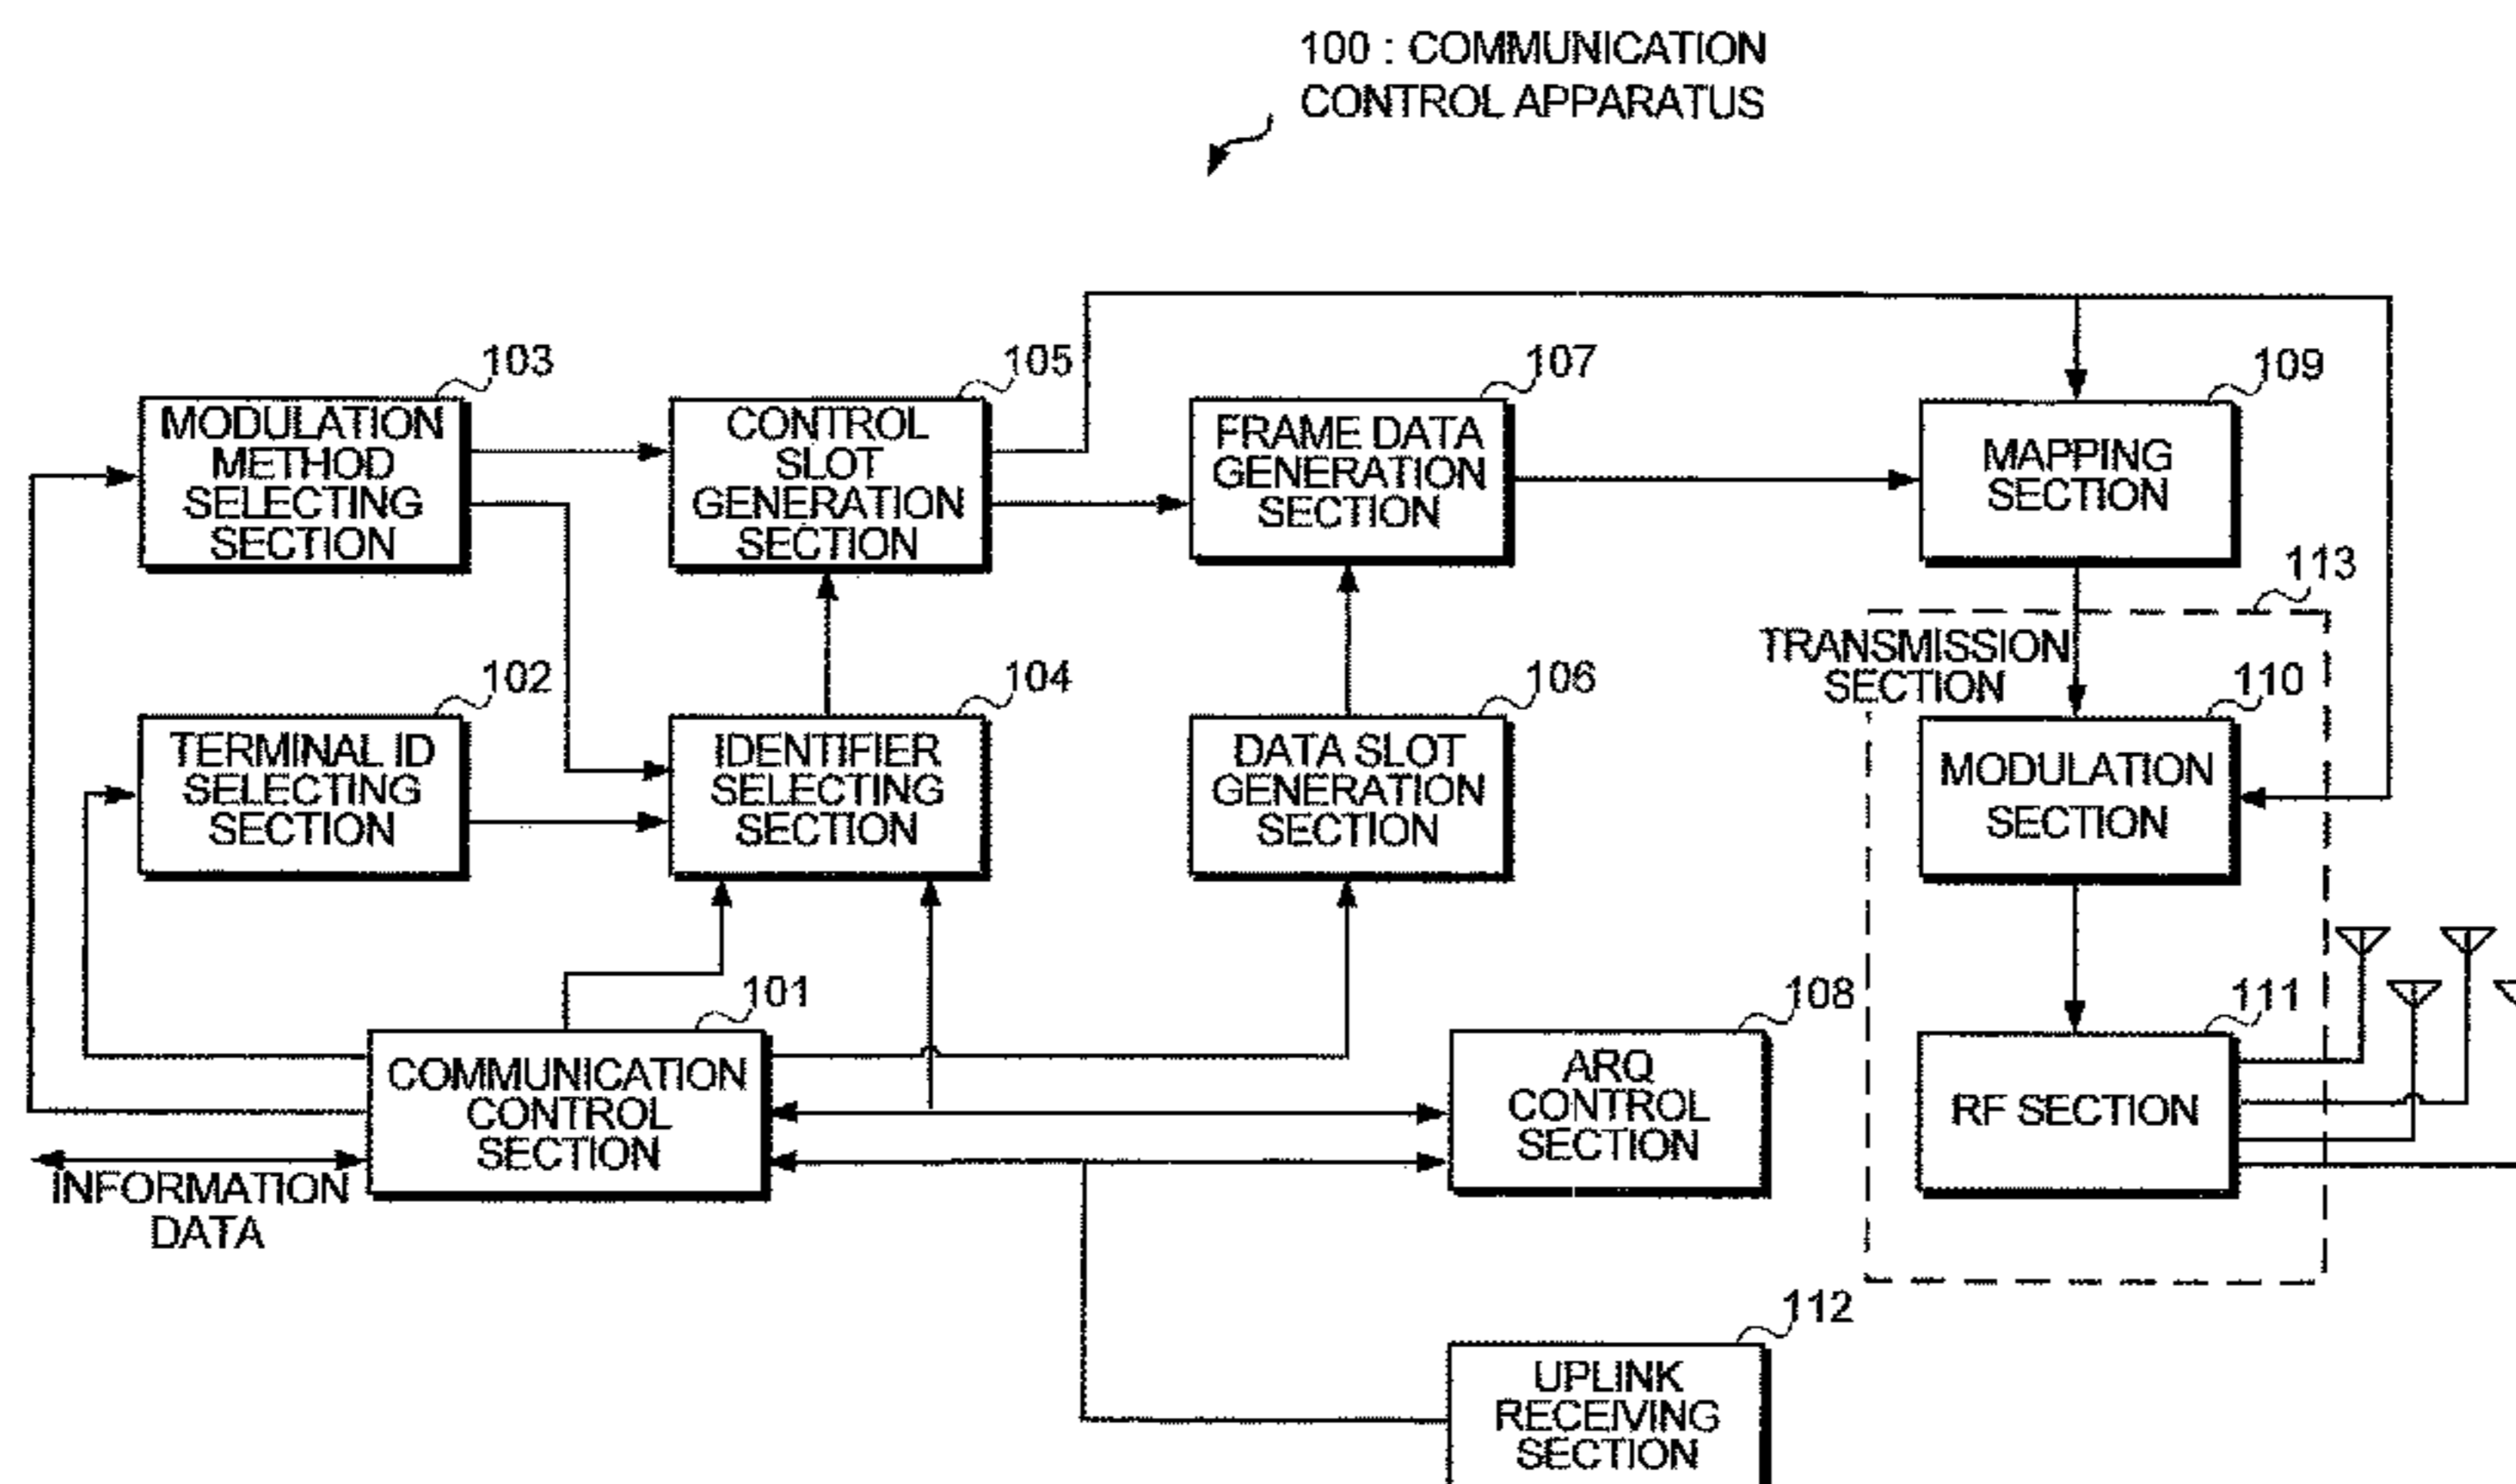 100 : COMMUNICATION
CONTROL APPARATUS
103
MODULATION
METHOD
SELECTING
SECTION
105
CONTROL
SLOT
GENERATION
SECTION
107
FRAME DATA
GENERATION
SECTION
109
MAPPING
SECTION
113
TRANSMISSION
SECTION
102
TERMINAL ID
SELECTING
SECTION
104
IDENTIFIER
SELECTING
SECTION
106
DATA SLOT
GENERATION
SECTION
110
MODULATION
SECTION
101
COMMUNICATION
CONTROL
SECTION
108
ARQ
CONTROL
SECTION
111
RF SECTION
INFORMATION
DATA
112
UPLINK
RECEIVING
SECTION